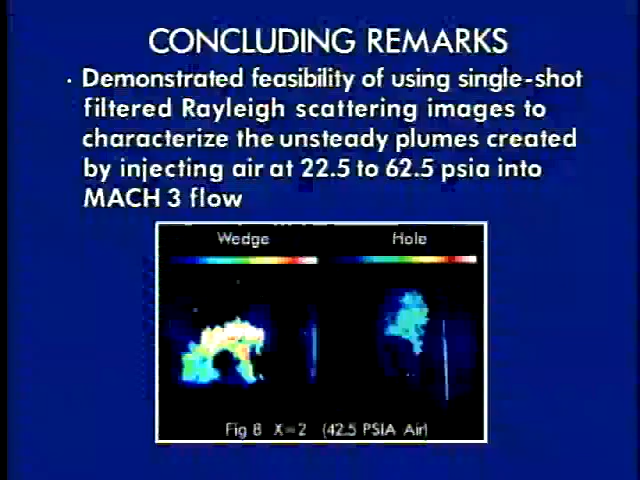 CONCLUDING REMARKS
· Demonstrated feasibility of using single-shot
filtered Rayleigh scattering images to
characterize the unsteady plumes created
by injecting air at 22.5 to 62.5 psia into
MACH 3 flow
Wedge Hole
Fig 8 X=2 (42.5 PSIA Air)